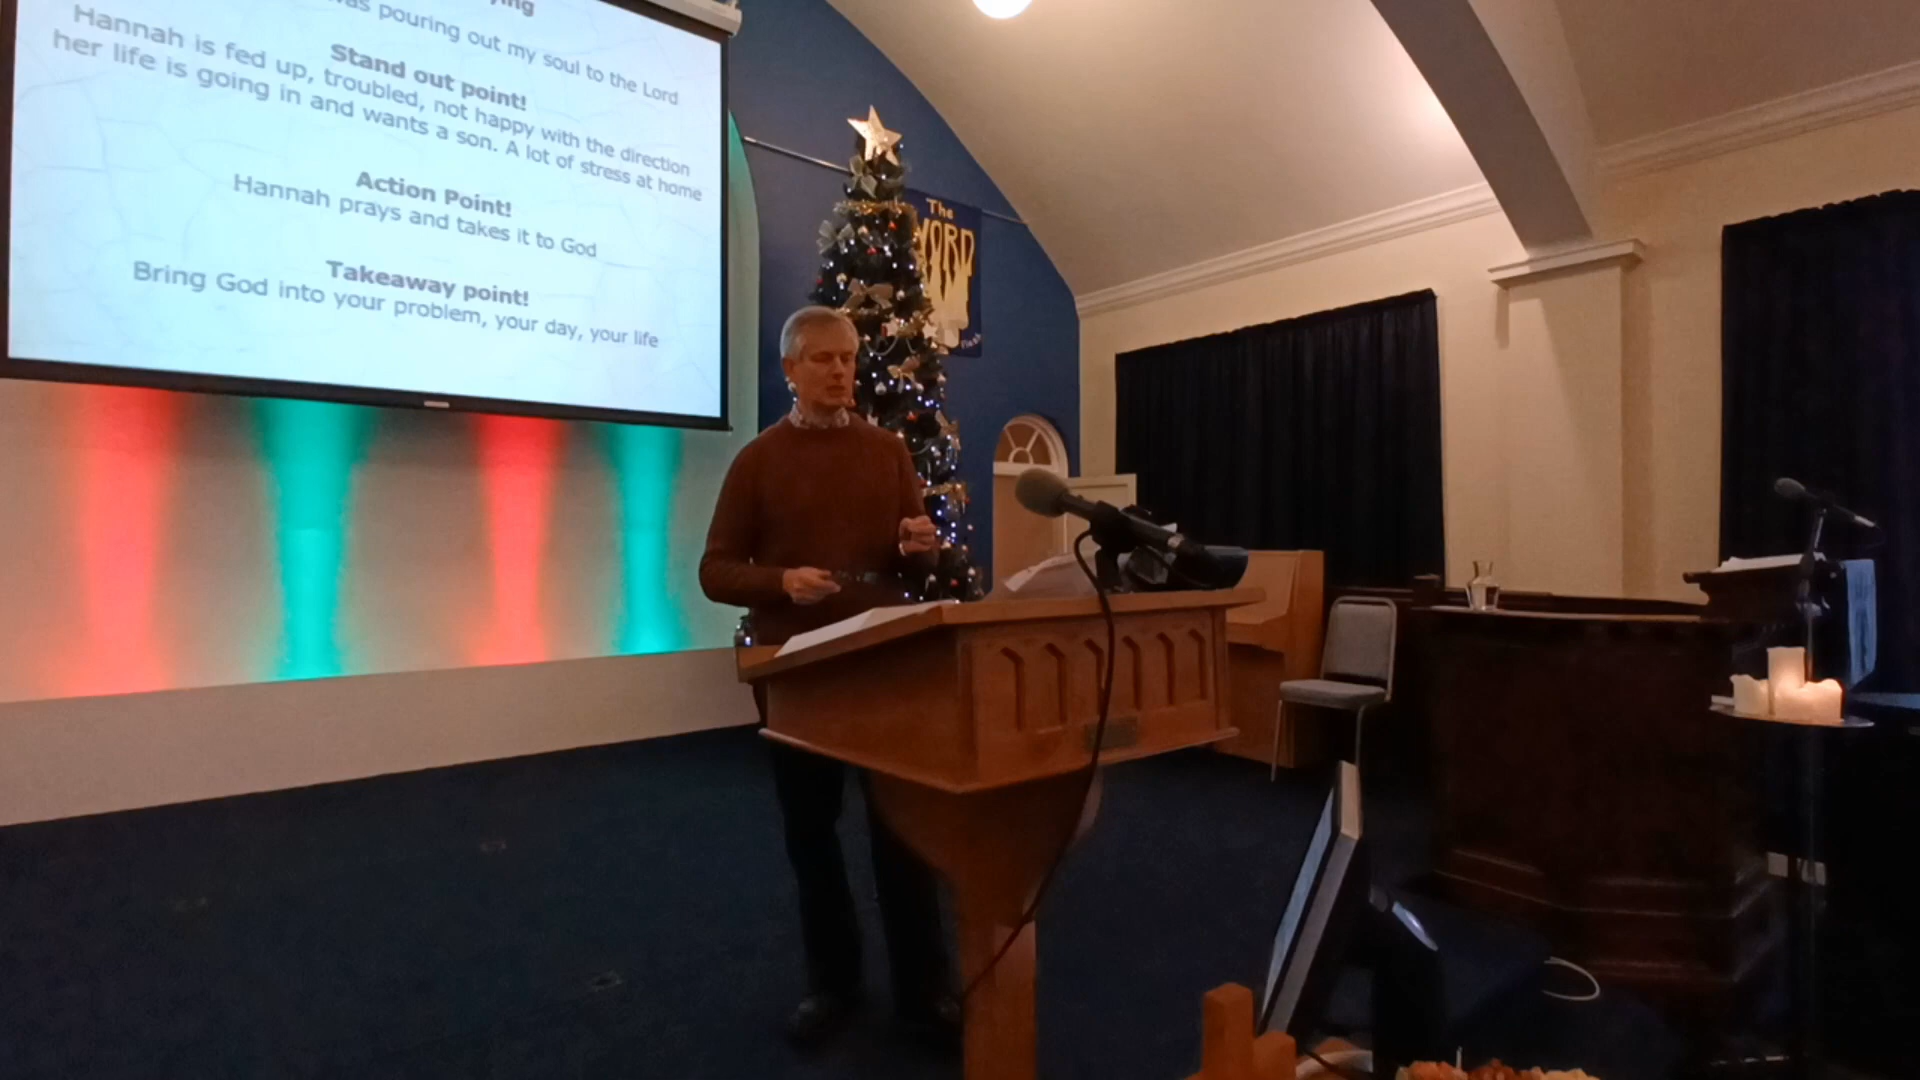 was pouring out my soul to the Lord
Stand out point!
Hannah is fed up, troubled, not happy with the direction
her life is going in and wants a son. A lot of stress at home
Action Point!
Hannah prays and takes it to God
Takeaway point!
Bring God into your problem, your day, your life
The
WORD